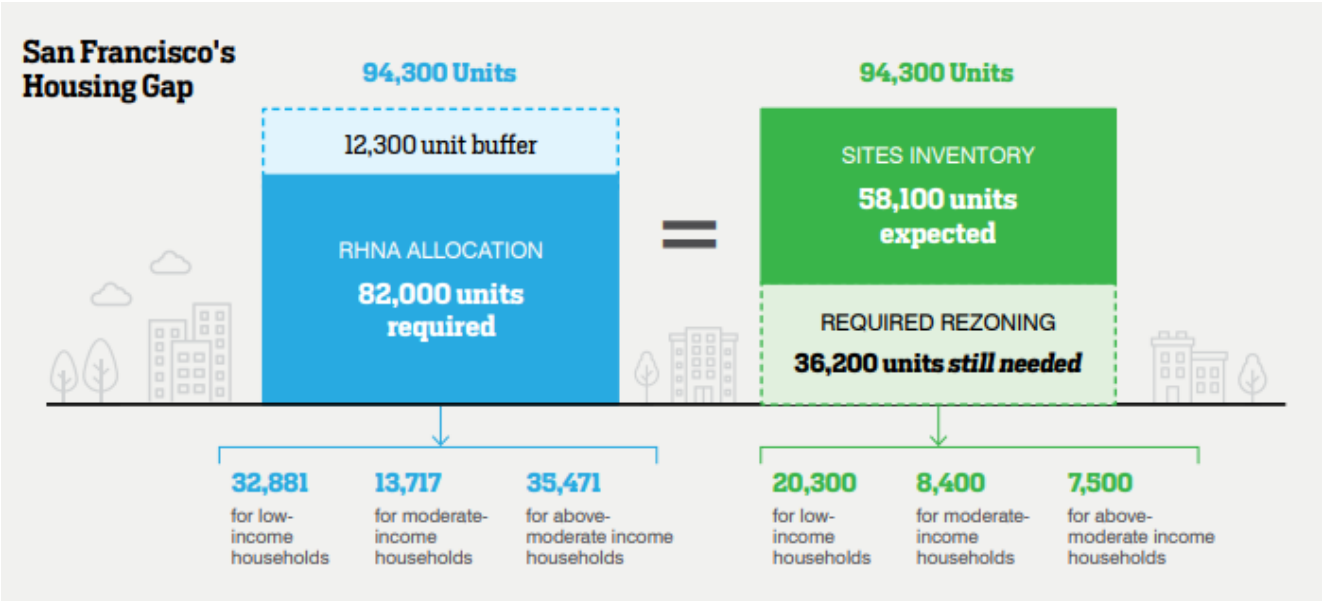 San Francisco's
Housing Gap
94,300 Units
12,300 unit buffer
RHNA ALLOCATION
82,000 units
required
=
94,300 Units
SITES INVENTORY
58,100 units
expected
REQUIRED REZONING
36,200 units still needed
32,881
for low-
income
households
13,717
for moderate-
income
households
35,471
for above-
moderate income
households
20,300
for low-
income
households
8,400
for moderate-
income
households
7,500
for above-
moderate income
households